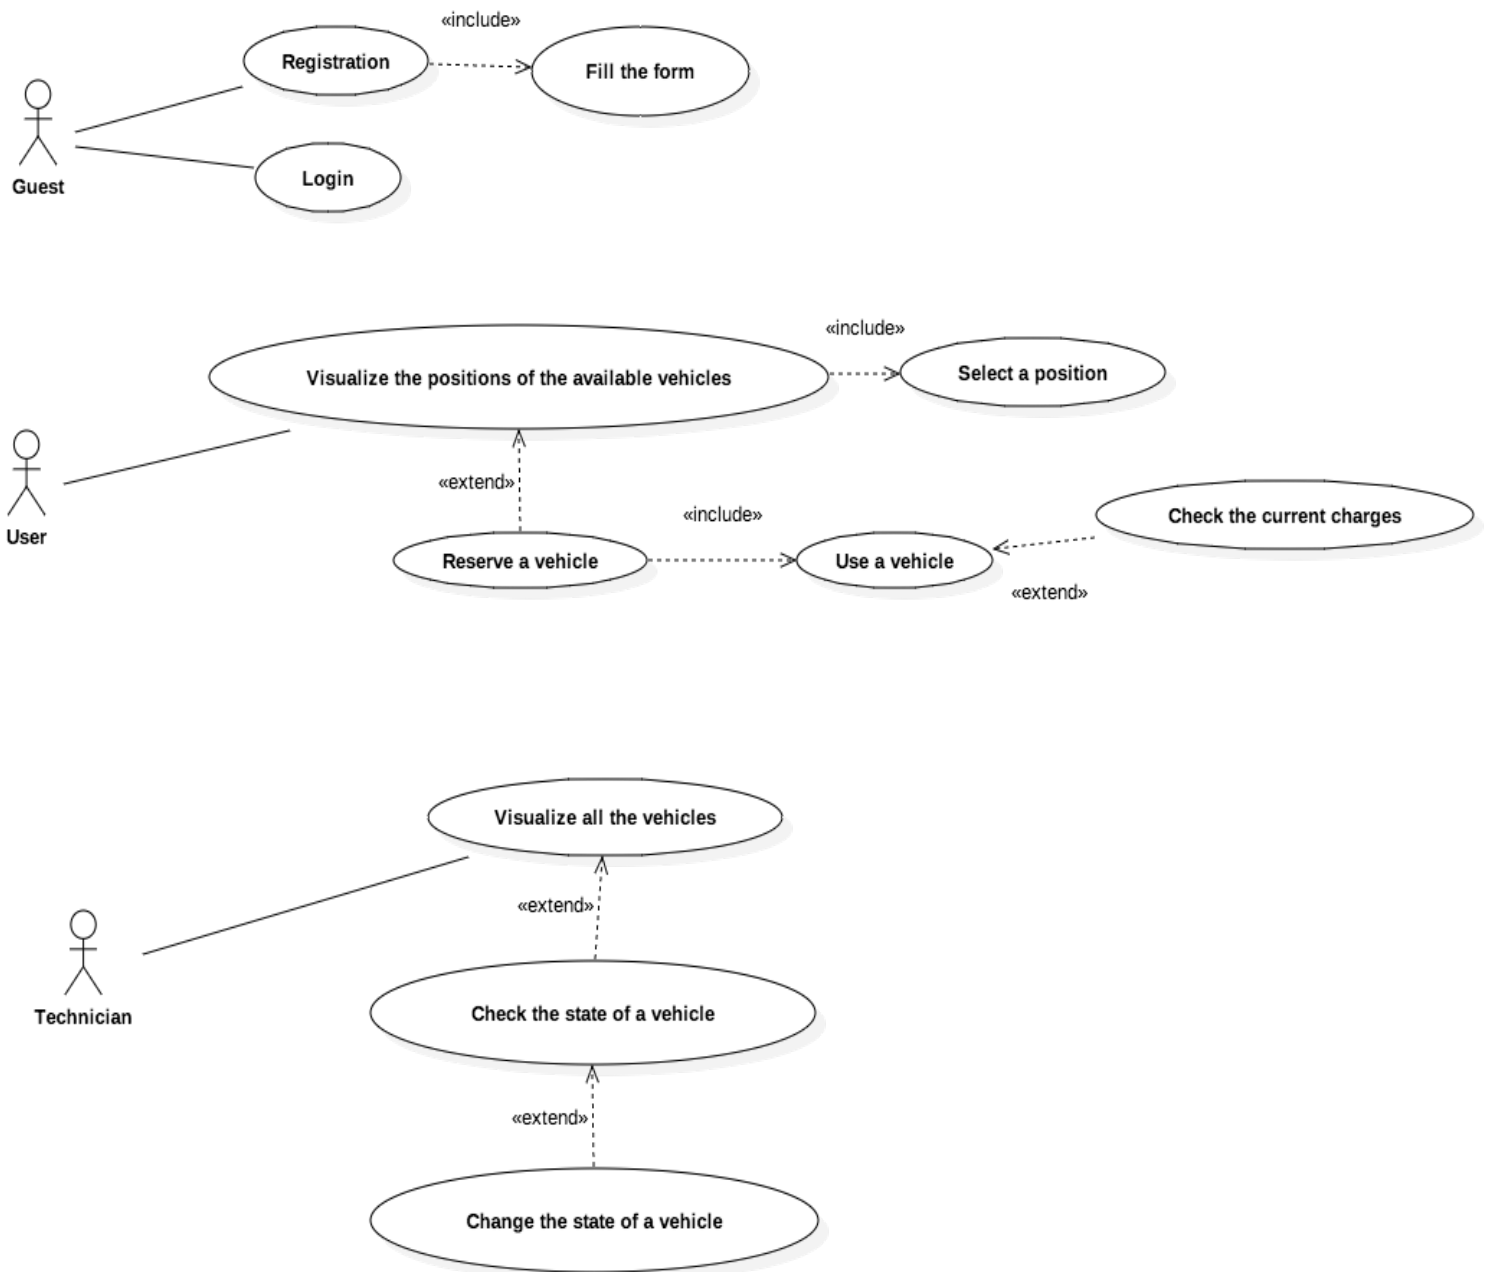 «include»
Registration
Fill the form
Login
Guest
«include»
Visualize the positions of the available vehicles
Select a position
«extend»
«include»
Check the current charges
User
Reserve a vehicle
Use a vehicle
«extend»
Visualize all the vehicles
«extend»
Technician
Check the state of a vehicle
«extend»
Change the state of a vehicle